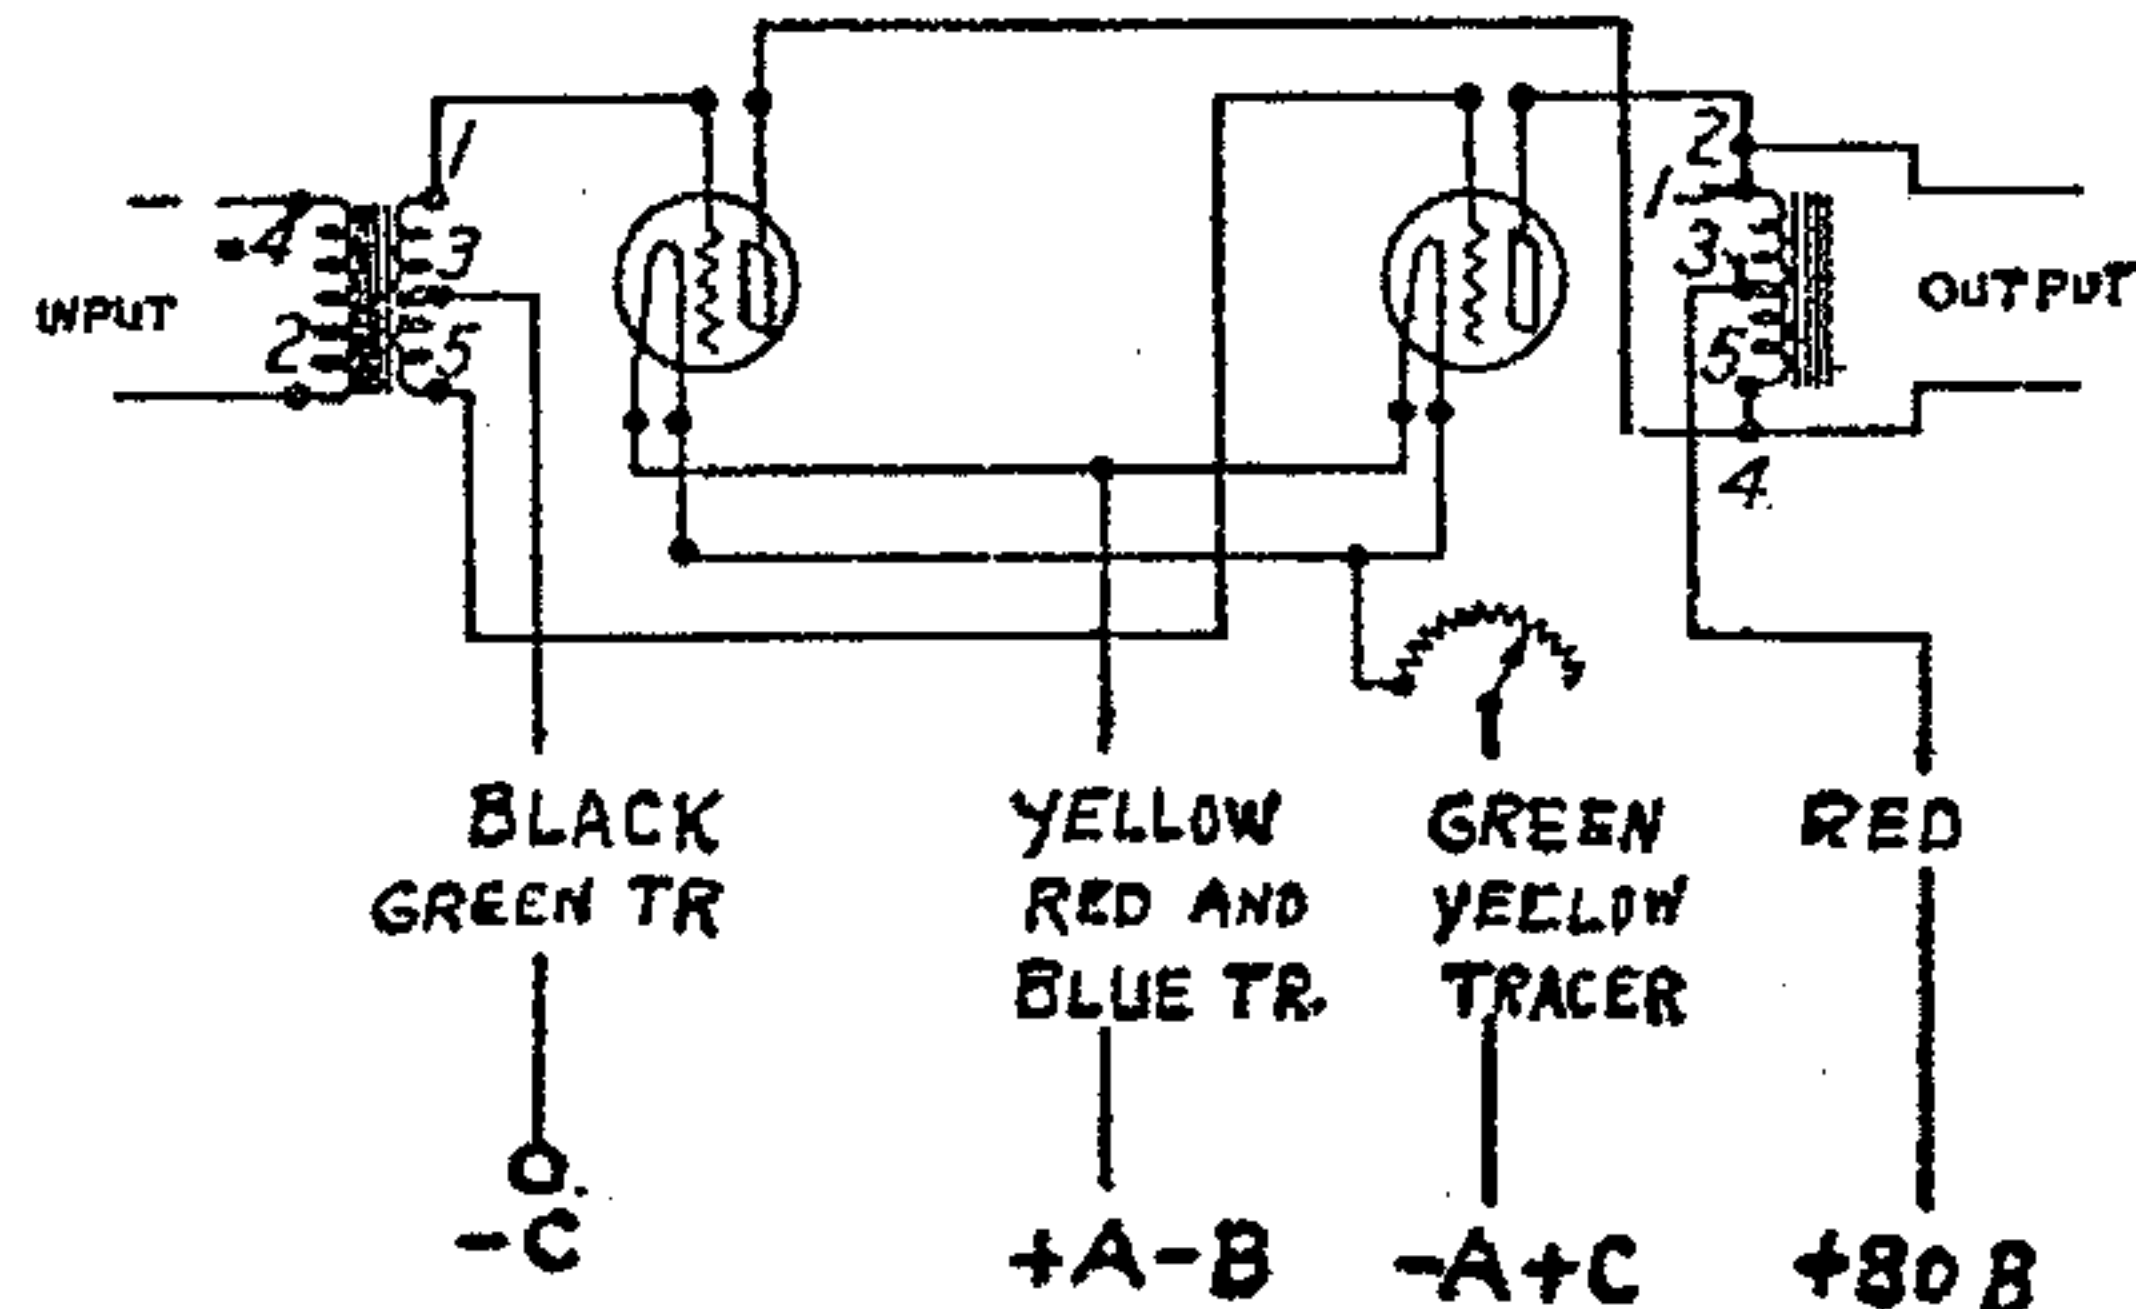 1
2
4
3
1
3
INPUT
OUTPUT
2
5
5
4
BLACK
GREEN TR
YELLOW
RED AND
BLUE TR.
GREEN
YELLOW
TRACER
RED
-C
+A-B
-A+C
+80 B